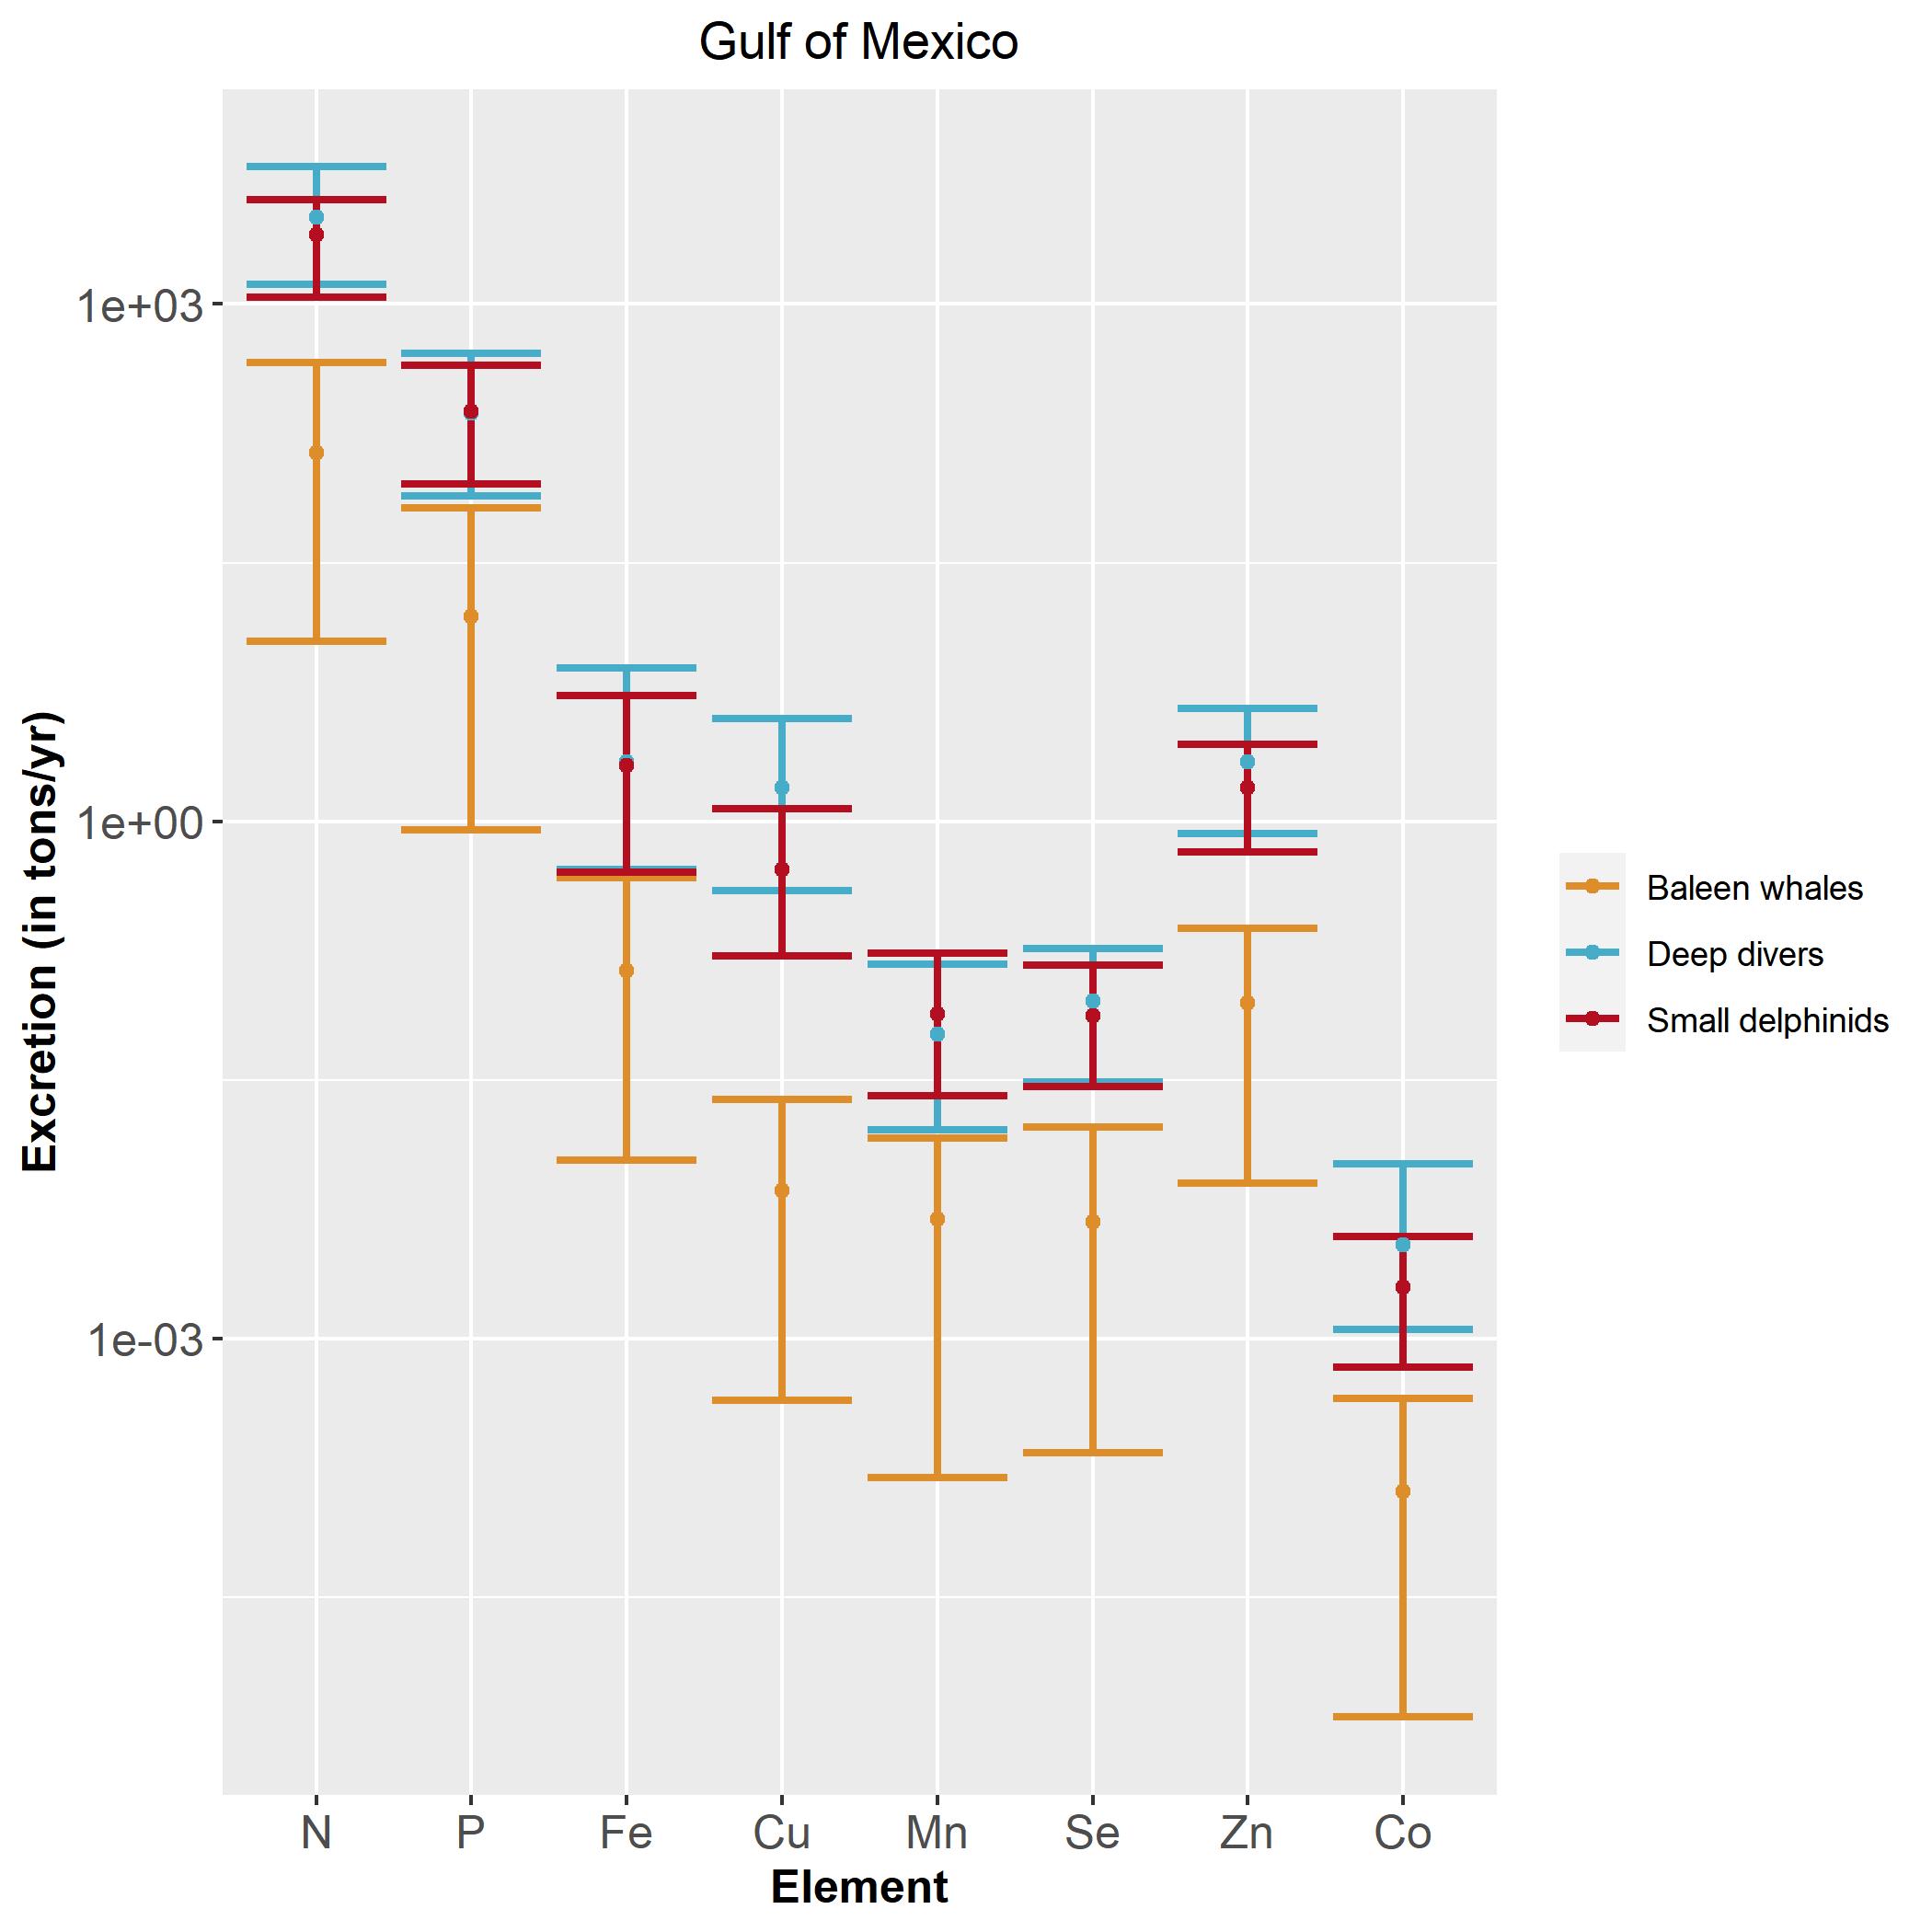 Gulf of Mexico
Excretion (in tons/yr)
1e+03
1e+00
1e-03
N P Fe Cu Mn Se Zn Co
Element
Baleen whales
Deep divers
Small delphinids